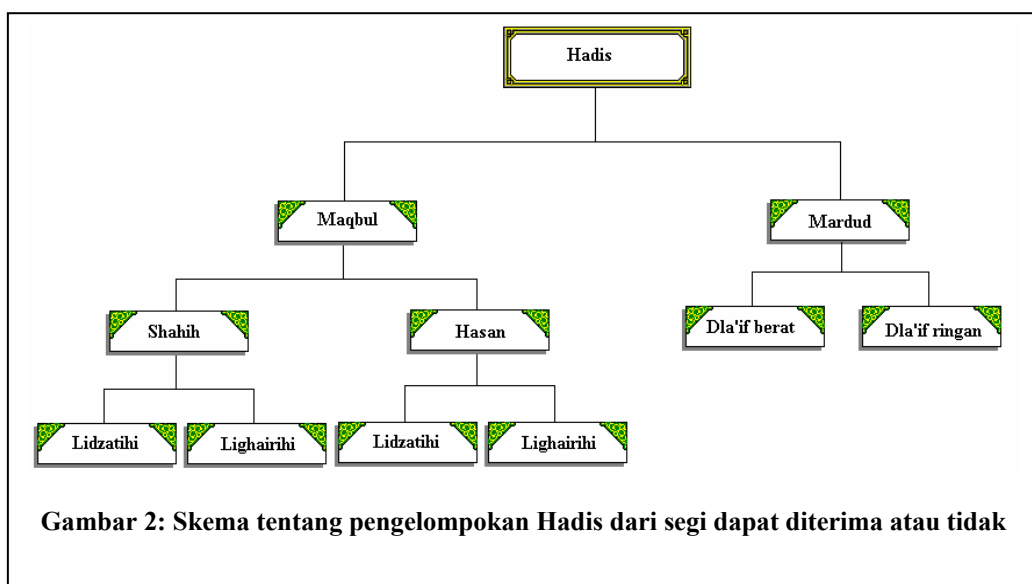 Hadis
Maqbul
Mardud
Shahih
Hasan
Dla'if berat
Dla'if ringan
Lidzatihi
Lighairihi
Lidzatihi
Lighairihi
Gambar 2: Skema tentang pengelompokan Hadis dari segi dapat diterima atau tidak